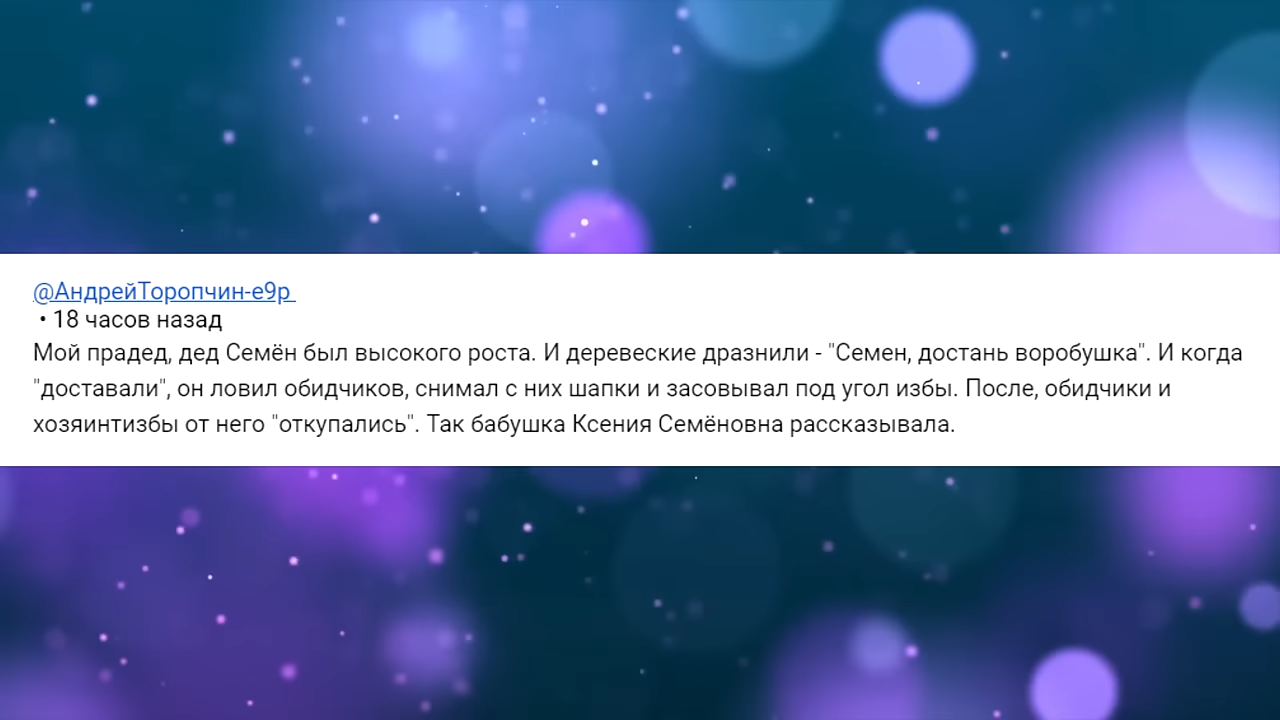 @АндрейТоропчин-е9р
• 18 часов назад
Мой прадед, дед Семён был высокого роста. И деревеские дразнили - "Семен, достань воробушка". И когда
"доставали", он ловил обидчиков, снимал с них шапки и засовывал под угол избы. После, обидчики и
хозяинтизбы от него "откупались". Так бабушка Ксения Семёновна рассказывала.